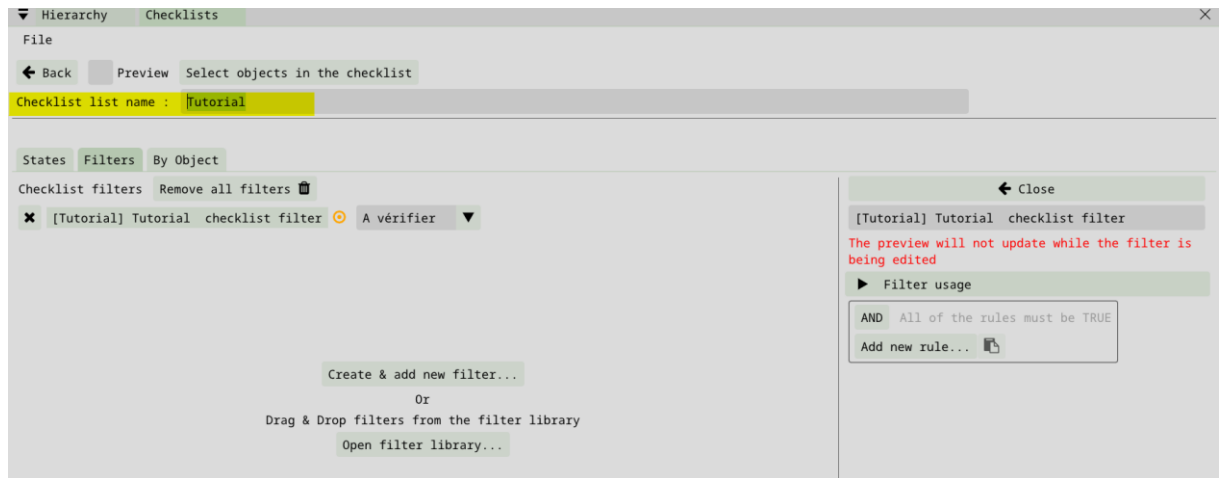 Hierarchy Checklists
File
Back Preview Select objects in the checklist
Checklist list name : Tutorial
States Filters By Object
Checklist filters Remove all filters
[Tutorial] Tutorial checklist filter A vérifier
Create & add new filter...
Or
Drag & Drop filters from the filter library
Open filter library...
Close
[Tutorial] Tutorial checklist filter
The preview will not update while the filter is
being edited
Filter usage
AND All of the rules must be TRUE
Add new rule...